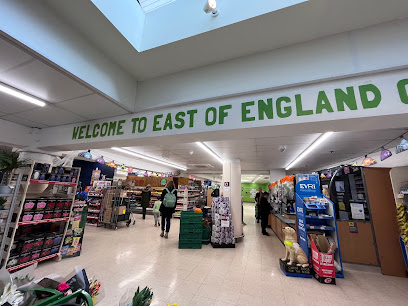 WELCOME TO EAST OF ENGLAND
EVRI